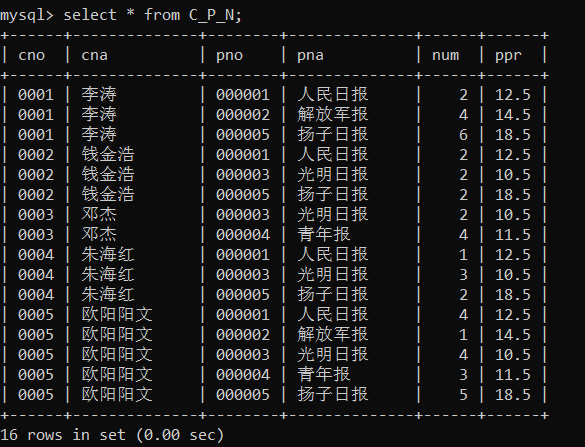 mysql> select * from C_P_N;
+------+--------------+--------+--------------+------+------+
| cno | cna | pno | pna | num | ppr |
+------+--------------+--------+--------------+------+------+
| 0001 | 李涛 | 000001 | 人民日报 | 2 | 12.5 |
| 0001 | 李涛 | 000002 | 解放军报 | 4 | 14.5 |
| 0001 | 李涛 | 000005 | 扬子日报 | 6 | 18.5 |
| 0002 | 钱金浩 | 000001 | 人民日报 | 2 | 12.5 |
| 0002 | 钱金浩 | 000003 | 光明日报 | 2 | 10.5 |
| 0002 | 钱金浩 | 000005 | 扬子日报 | 2 | 18.5 |
| 0003 | 邓杰 | 000003 | 光明日报 | 2 | 10.5 |
| 0003 | 邓杰 | 000004 | 青年报 | 4 | 11.5 |
| 0004 | 朱海红 | 000001 | 人民日报 | 1 | 12.5 |
| 0004 | 朱海红 | 000003 | 光明日报 | 3 | 10.5 |
| 0004 | 朱海红 | 000005 | 扬子日报 | 2 | 18.5 |
| 0005 | 欧阳阳文 | 000001 | 人民日报 | 4 | 12.5 |
| 0005 | 欧阳阳文 | 000002 | 解放军报 | 1 | 14.5 |
| 0005 | 欧阳阳文 | 000003 | 光明日报 | 4 | 10.5 |
| 0005 | 欧阳阳文 | 000004 | 青年报 | 3 | 11.5 |
| 0005 | 欧阳阳文 | 000005 | 扬子日报 | 5 | 18.5 |
+------+--------------+--------+--------------+------+------+
16 rows in set (0.00 sec)